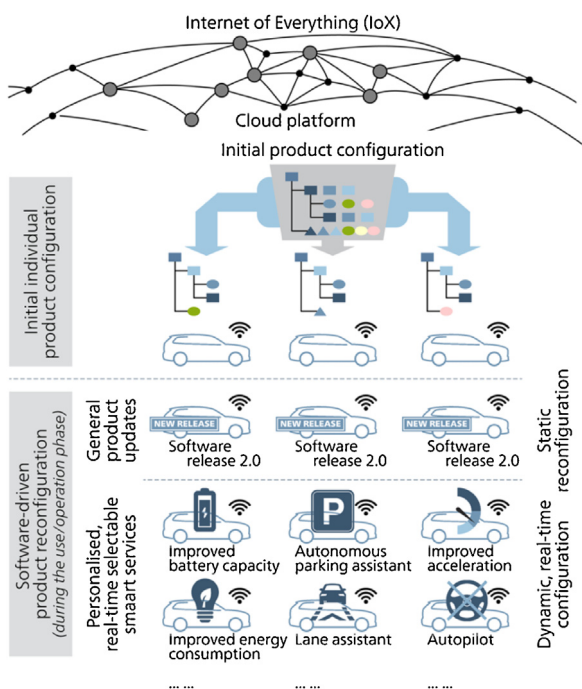 Internet of Everything (IoX)
Cloud platform
Initial product configuration
Initial individual
product configuration
Software-driven
product reconfiguration
(during the use/operation phase)
General
product
updates
NEW RELEASE
Software
release 2.0
NEW RELEASE
Software
release 2.0
NEW RELEASE
Software
release 2.0
Static
reconfiguration
Personalised,
real-time selectable
smaart services
P
Improved
battery capacity
Autonomous
parking assistant
Improved
acceleration
Improved energy
consumption
Lane assistant
Autopilot
Dynamic, real-time
configuration
... ...
... ...
... ...